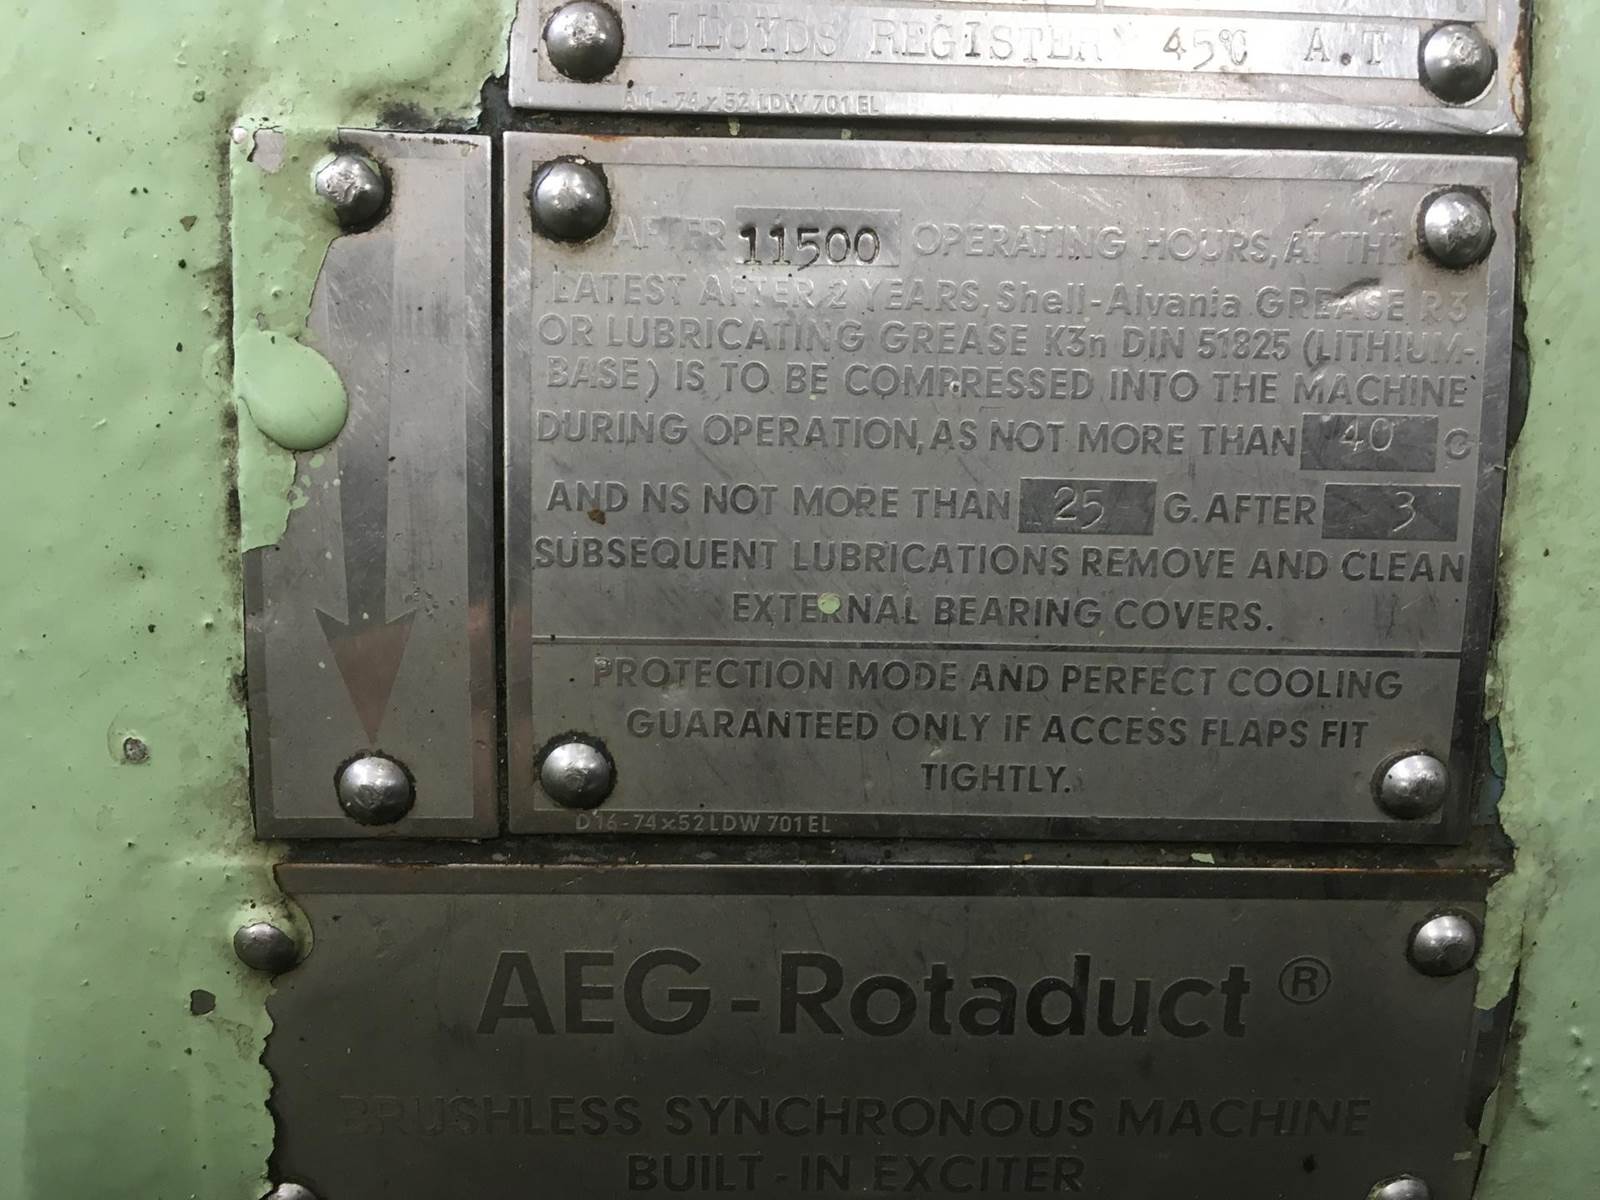 LLOYDS REGISTER 45°C A.T
A1-74x52LDW701EL
AFTER 11500 OPERATING HOURS, AT THE
LATEST AFTER 2 YEARS, Shell-Alvania GREASE R3
OR LUBRICATING GREASE K3n DIN 51825 (LITHIUM-
BASE) IS TO BE COMPRESSED INTO THE MACHINE
DURING OPERATION, AS NOT MORE THAN 40 G
AND NS NOT MORE THAN 25 G. AFTER 3
SUBSEQUENT LUBRICATIONS REMOVE AND CLEAN
EXTERNAL BEARING COVERS.
PROTECTION MODE AND PERFECT COOLING
GUARANTEED ONLY IF ACCESS FLAPS FIT
TIGHTLY.
D16-74x52LDW701EL
AEG-Rotaduct®
BRUSHLESS SYNCHRONOUS MACHINE
BUILT-IN EXCITER